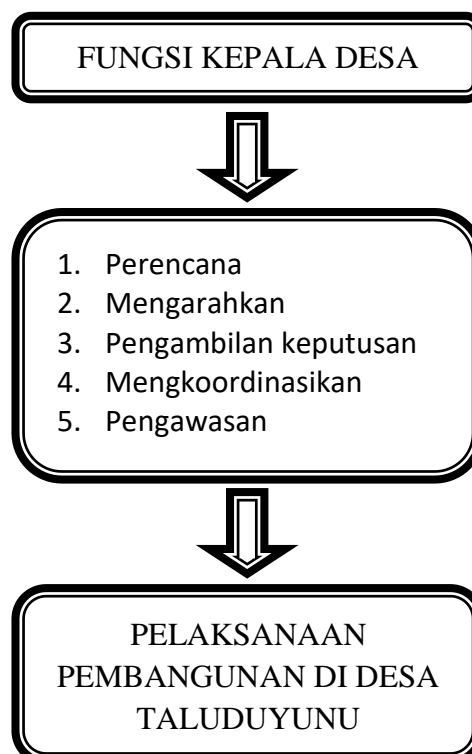 FUNGSI KEPALA DESA
1. Perencana
2. Mengarahkan
3. Pengambilan keputusan
4. Mengkoordinasikan
5. Pengawasan
PELAKSANAAN
PEMBANGUNAN DI DESA
TALUDUYUNU